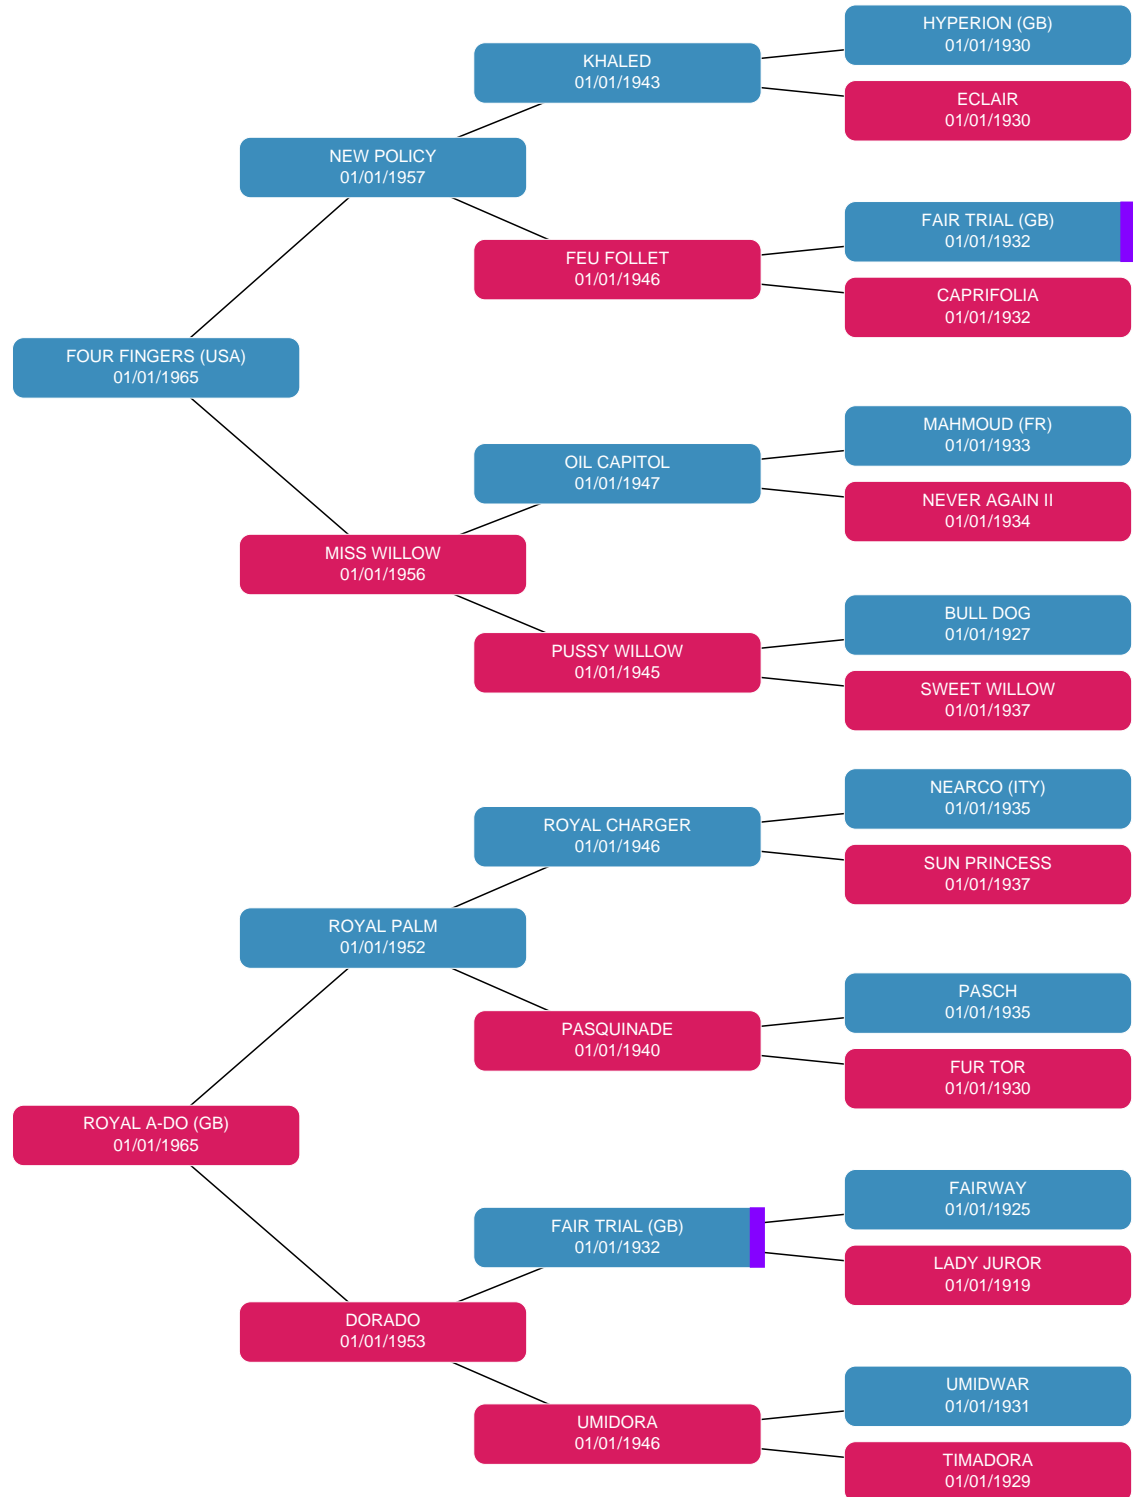 HYPERION (GB)
01/01/1930
KHALED
01/01/1943
ECLAIR
01/01/1930
NEW POLICY
01/01/1957
FAIR TRIAL (GB)
01/01/1932
FEU FOLLET
01/01/1946
CAPRIFOLIA
01/01/1932
FOUR FINGERS (USA)
01/01/1965
MAHMOUD (FR)
01/01/1933
OIL CAPITOL
01/01/1947
NEVER AGAIN II
01/01/1934
MISS WILLOW
01/01/1956
BULL DOG
01/01/1927
PUSSY WILLOW
01/01/1945
SWEET WILLOW
01/01/1937
NEARCO (ITY)
01/01/1935
ROYAL CHARGER
01/01/1946
SUN PRINCESS
01/01/1937
ROYAL PALM
01/01/1952
PASCH
01/01/1935
PASQUINADE
01/01/1940
FUR TOR
01/01/1930
ROYAL A-DO (GB)
01/01/1965
FAIRWAY
01/01/1925
FAIR TRIAL (GB)
01/01/1932
LADY JUROR
01/01/1919
DORADO
01/01/1953
UMIDWAR
01/01/1931
UMIDORA
01/01/1946
TIMADORA
01/01/1929